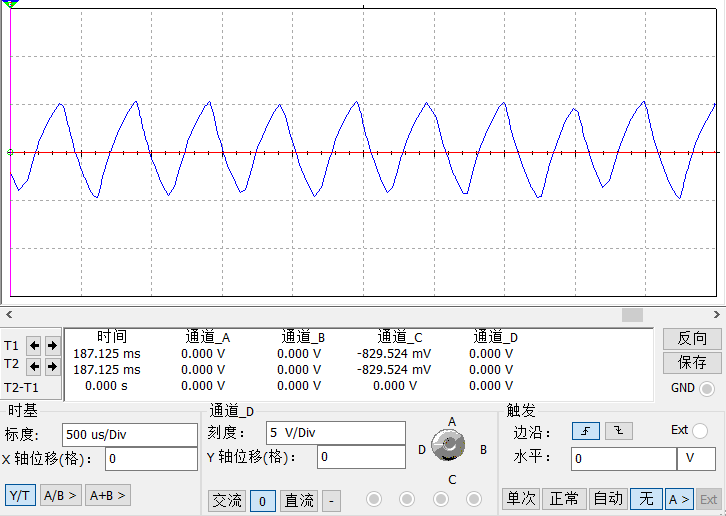 时间 通道_A 通道_B 通道_C 通道_D
T1 187.125 ms 0.000 V 0.000 V -829.524 mV 0.000 V
T2 187.125 ms 0.000 V 0.000 V -829.524 mV 0.000 V
T2-T1 0.000 s 0.000 V 0.000 V 0.000 V 0.000 V
反向
保存
GND
时基
标度: 500 us/Div
X 轴位移(格): 0
Y/T A/B > A+B >
通道_D
刻度: 5 V/Div
Y 轴位移(格): 0
交流 0 直流 -
A
D B
C
触发
边沿: Ext
水平: 0 V
单次 正常 自动 无 A > Ext